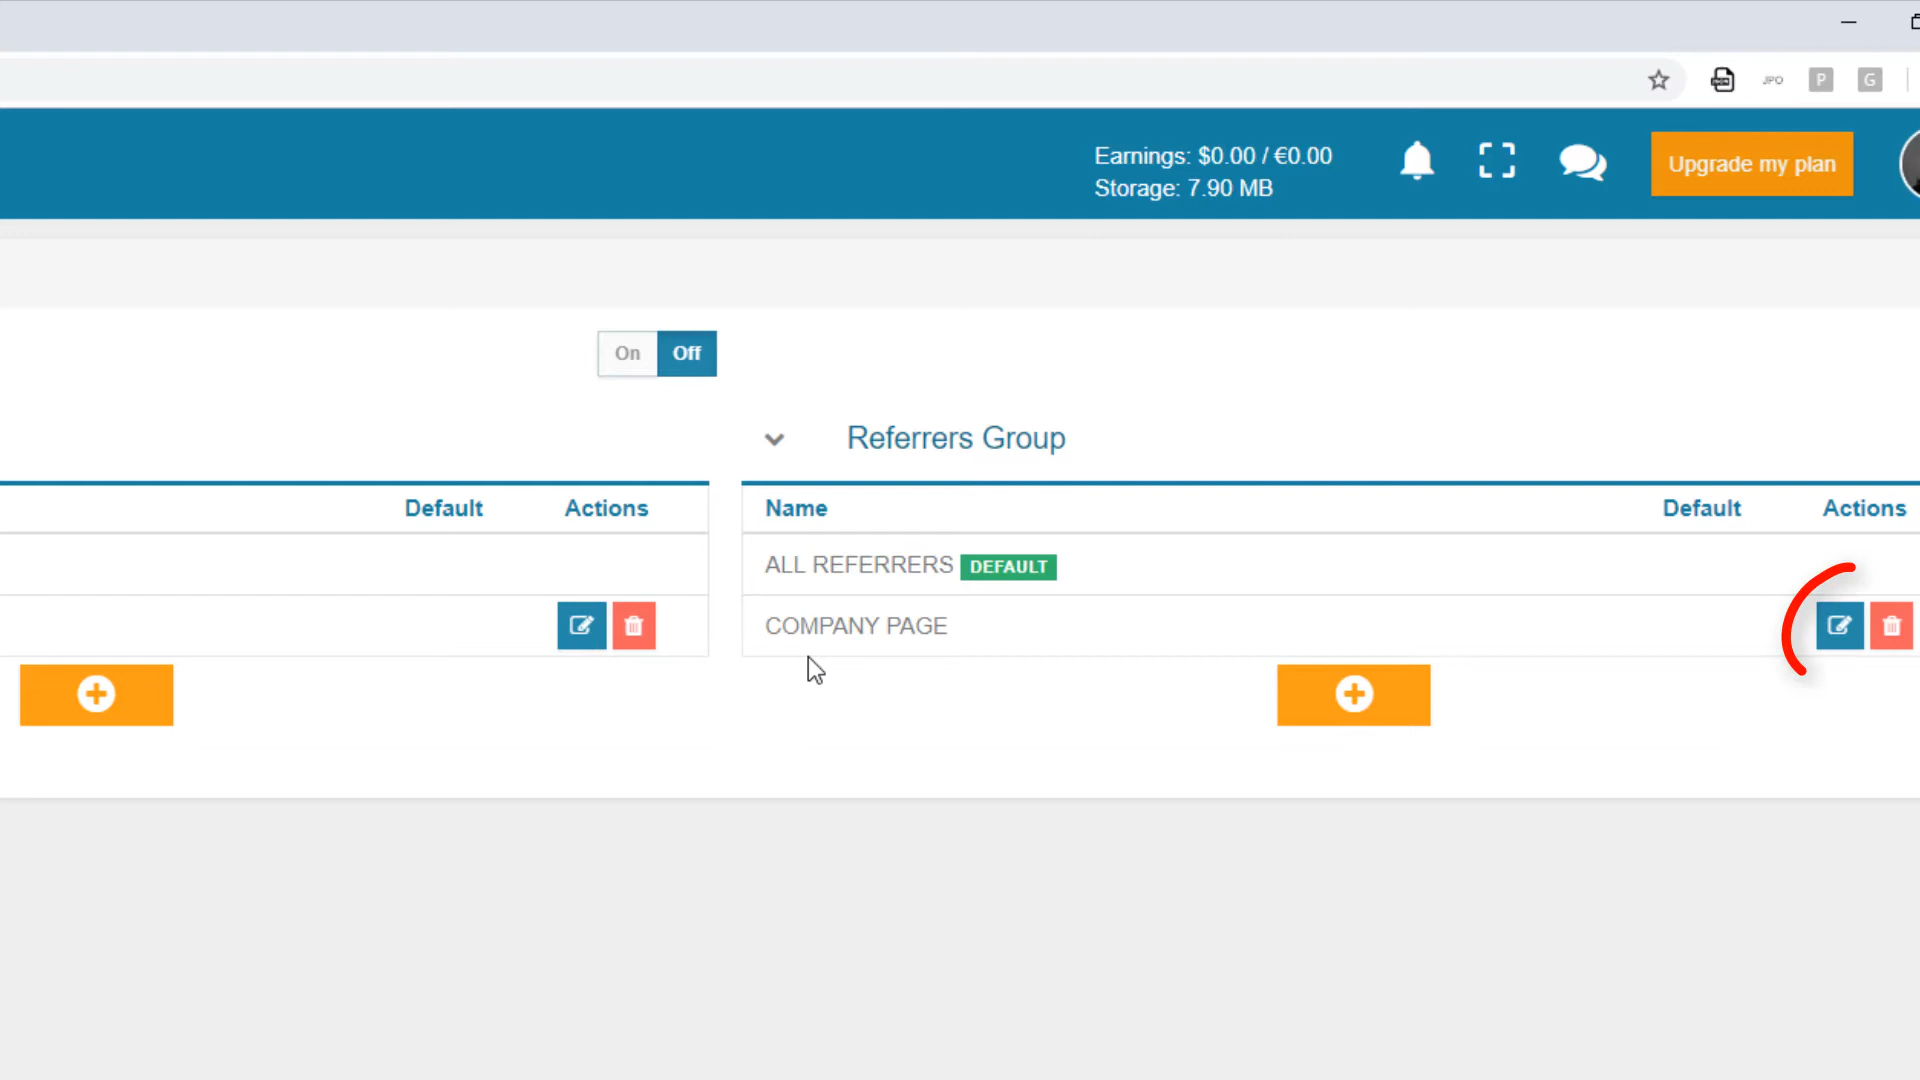 JPO P G
Earnings: $0.00 / €0.00
Storage: 7.90 MB
Upgrade my plan
On Off
Referrers Group
Default Actions
Name Default Actions
ALL REFERRERS DEFAULT
COMPANY PAGE